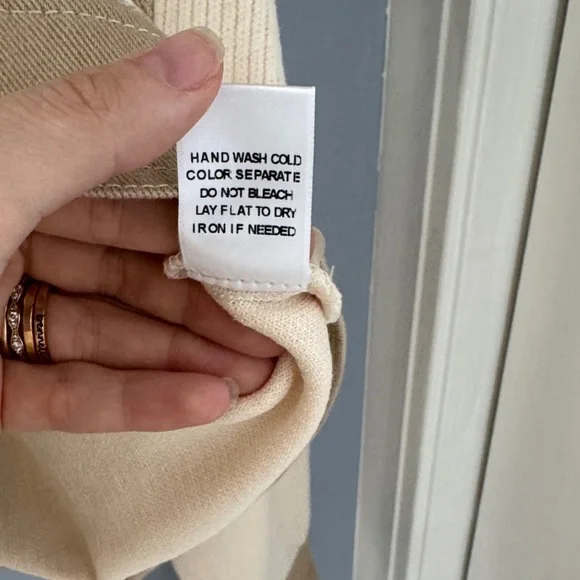 HAND WASH COLD
COLOR SEPARATE
DO NOT BLEACH
LAY FLAT TO DRY
IRON IF NEEDED